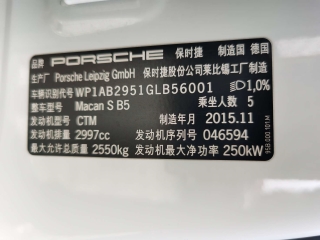 品牌 PORSCHE 保时捷 制造国 德国
生产厂 Porsche Leipzig GmbH 保时捷股份公司莱比锡工厂制造
车辆识别代号 WP1AB2951GLB56001 1,0%
整车型号 Macan S B5 乘坐人数 5
发动机型号 CTM 制造年月 2015.11
发动机排量 2997cc 发动机序列号 046594
最大允许总质量 2550kg 发动机最大净功率 250kW
95B 000 101M